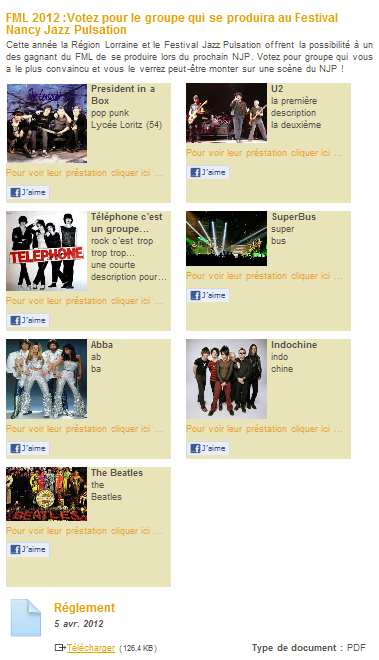 FML 2012 :Votez pour le groupe qui se produira au Festival
Nancy Jazz Pulsation
Cette année la Région Lorraine et le Festival Jazz Pulsation offrent la possibilité à un
des gagnant du FML de se produire lors du prochain NJP. Votez pour groupe qui vous
a le plus convaincu et vous le verrez peut-être monter sur une scène du NJP !
President in a
Box
pop punk
Lycée Loritz (54)
Pour voir leur préstation cliquer ici ...
J'aime
U2
la première
description
la deuxième
Pour voir leur préstation cliquer ici ...
J'aime
TELEPHONE
Téléphone c'est
un groupe...
rock c'est trop
trop trop...
une courte
description pour...
Pour voir leur préstation cliquer ici ...
J'aime
SuperBus
super
bus
Pour voir leur préstation cliquer ici ...
J'aime
Abba
ab
ba
Pour voir leur préstation cliquer ici ...
J'aime
Indochine
indo
chine
Pour voir leur préstation cliquer ici ...
J'aime
BEATLES
The Beatles
the
Beatles
Pour voir leur préstation cliquer ici ...
J'aime
Réglement
5 avr. 2012
Télécharger (126,4 KB)
Type de document : PDF